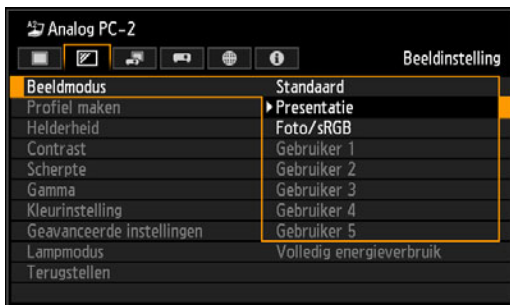 Analog PC-2
Beeldinstelling
Beeldmodus Standaard
Profiel maken Presentatie
Helderheid Foto/sRGB
Contrast Gebruiker 1
Scherpte Gebruiker 2
Gamma Gebruiker 3
Kleurinstelling Gebruiker 4
Geavanceerde instellingen Gebruiker 5
Lampmodus Volledig energieverbruik
Terugstellen